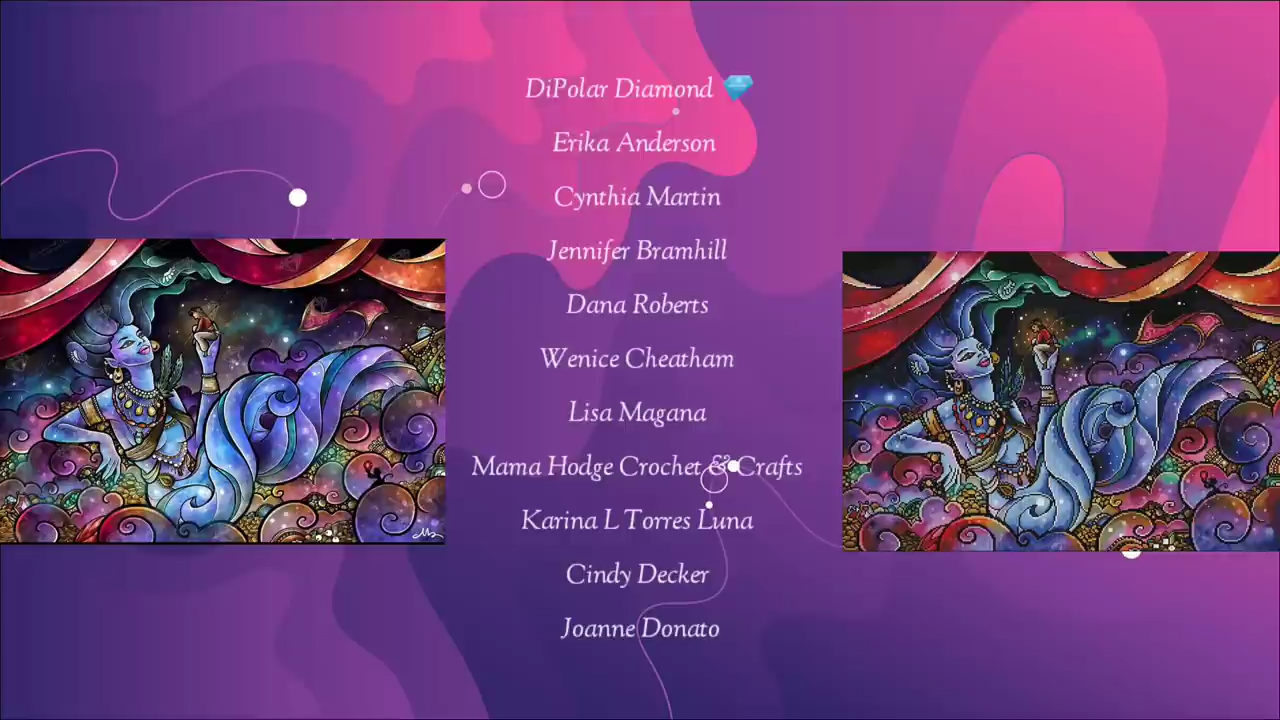 DiPolar Diamond 💎
Erika Anderson
Cynthia Martin
Jennifer Bramhill
Dana Roberts
Wenice Cheatham
Lisa Magana
Mama Hodge Crochet & Crafts
Karina L Torres Luna
Cindy Decker
Joanne Donato